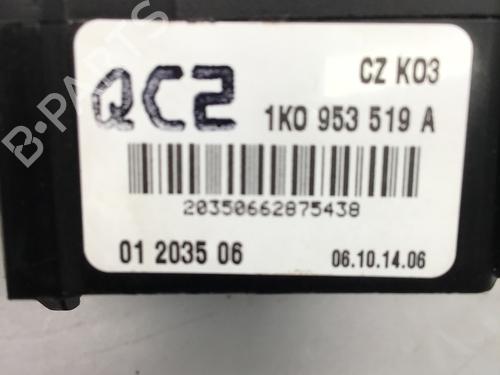 QC2
CZ K03
1K0 953 519 A
20350662875438
01 2035 06
06.10.14.06
B-PARTS